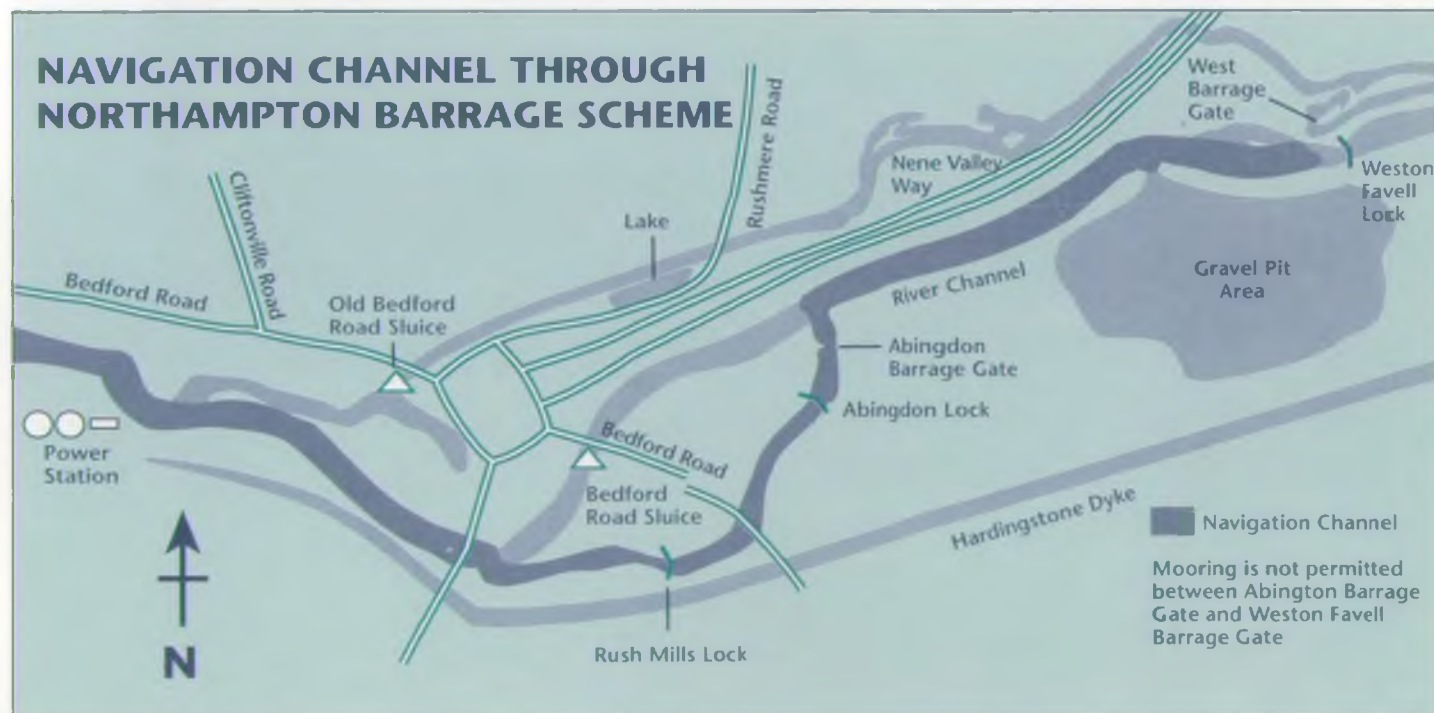 NAVIGATION CHANNEL THROUGH
NORTHAMPTON BARRAGE SCHEME
West
Barrage
Gate
Rushmere Road
Nene Valley
Way
Weston
Favell
Lock
Cliftonville Road
Lake
Gravel Pit
Area
Bedford Road
River Channel
Old Bedford
Road Sluice
Abingdon
Barrage Gate
Abingdon Lock
Power
Station
Bedford Road
Bedford
Road Sluice
Hardingstone Dyke
Navigation Channel
Mooring is not permitted
between Abington Barrage
Gate and Weston Favell
Barrage Gate
N
Rush Mills Lock